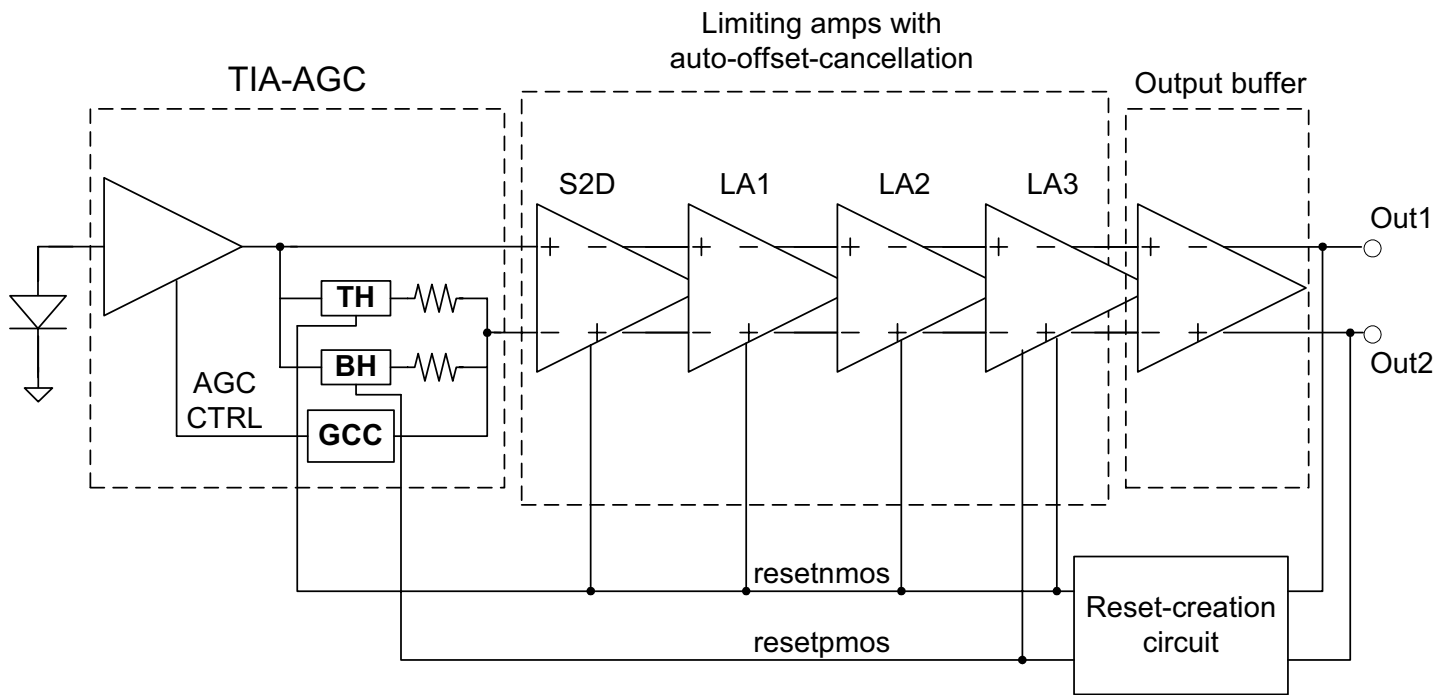 Limiting amps with
auto-offset-cancellation
TIA-AGC
Output buffer
S2D
LA1
LA2
LA3
+
−
+
−
+
−
+
−
+
−
Out1
TH
−
+
−
+
−
+
−
+
−
+
Out2
BH
AGC
CTRL
GCC
resetnmos
resetpmos
Reset-creation
circuit